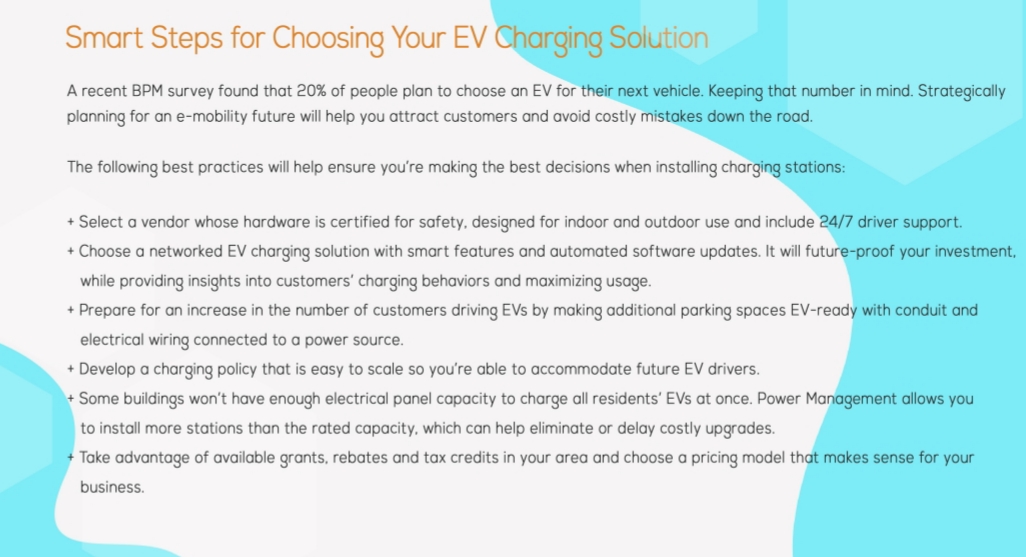 Smart Steps for Choosing Your EV Charging Solution
A recent BPM survey found that 20% of people plan to choose an EV for their next vehicle. Keeping that number in mind. Strategically
planning for an e-mobility future will help you attract customers and avoid costly mistakes down the road.
The following best practices will help ensure you're making the best decisions when installing charging stations:
+ Select a vendor whose hardware is certified for safety, designed for indoor and outdoor use and include 24/7 driver support.
+ Choose a networked EV charging solution with smart features and automated software updates. It will future-proof your investment,
while providing insights into customers' charging behaviors and maximizing usage.
+ Prepare for an increase in the number of customers driving EVs by making additional parking spaces EV-ready with conduit and
electrical wiring connected to a power source.
+ Develop a charging policy that is easy to scale so you're able to accommodate future EV drivers.
+ Some buildings won't have enough electrical panel capacity to charge all residents' EVs at once. Power Management allows you
to install more stations than the rated capacity, which can help eliminate or delay costly upgrades.
+ Take advantage of available grants, rebates and tax credits in your area and choose a pricing model that makes sense for your
business.